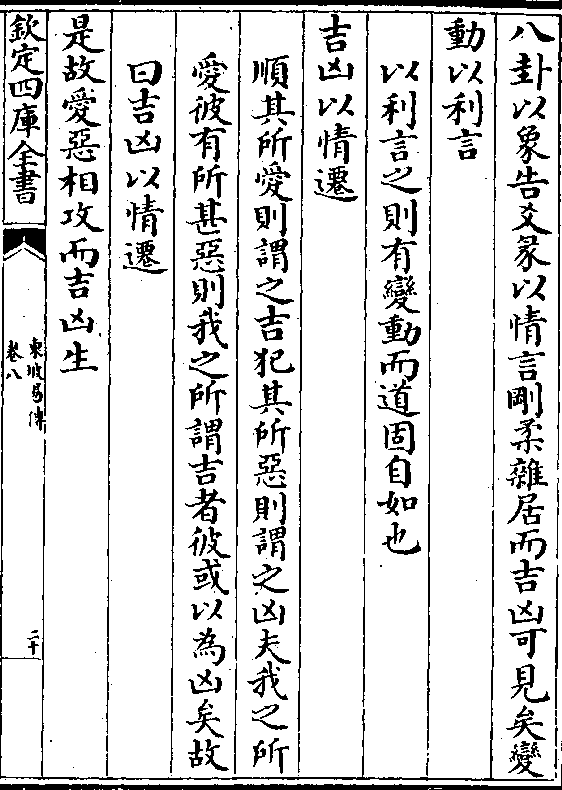 八卦以象告爻彖以情言剛柔雜居而吉凶可見矣變
動以利言
以利言之則有變動而道固自如也
吉凶以情遷
順其所愛則謂之吉犯其所惡則謂之凶夫我之所
愛彼有所甚惡則我之所謂吉者彼或以為凶矣故
曰吉凶以情遷
是故愛惡相攻而吉凶生
欽定四庫全書
東坡易傳
卷八
二十